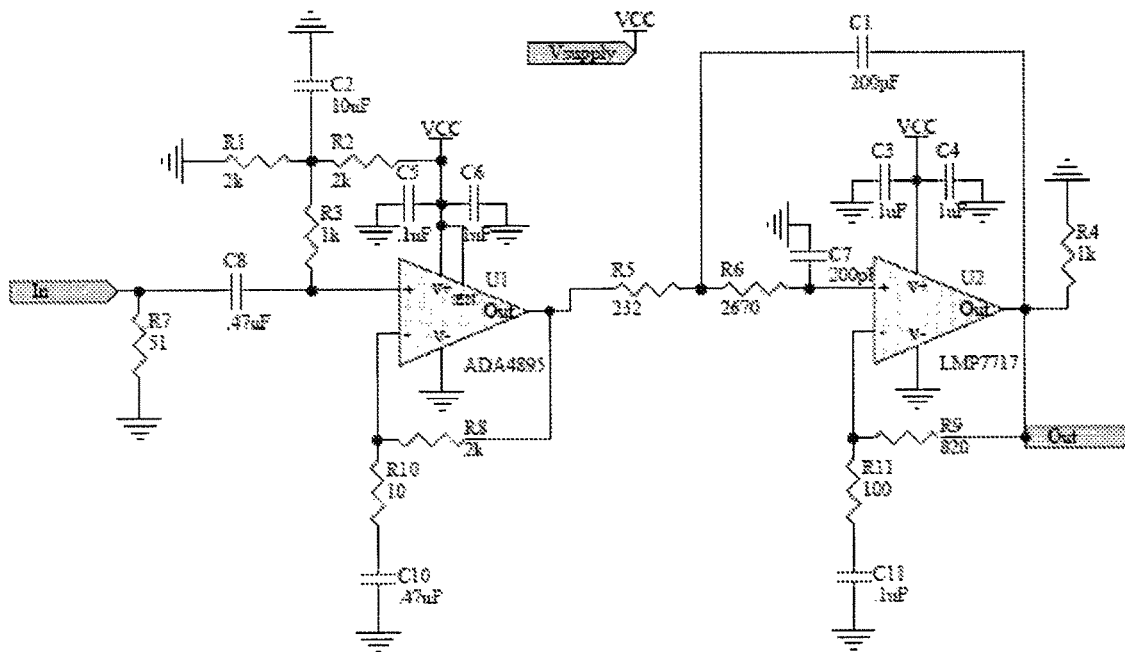 VCC
Vsupply
C1
200pF
C2
10uF
R1
2k
R2
2k
VCC
C5
.1uF
C6
1uF
R3
1k
VCC
C3
.1uF
C4
1uF
R4
1k
C8
.47uF
In
R7
51
V+
Out
V-
U1
ADA4895
R5
232
R6
2670
C7
200pF
V+
Out
V-
U2
LMP7717
R8
2k
R10
10
C10
.47uF
R9
820
Out
R11
100
C11
.1uF